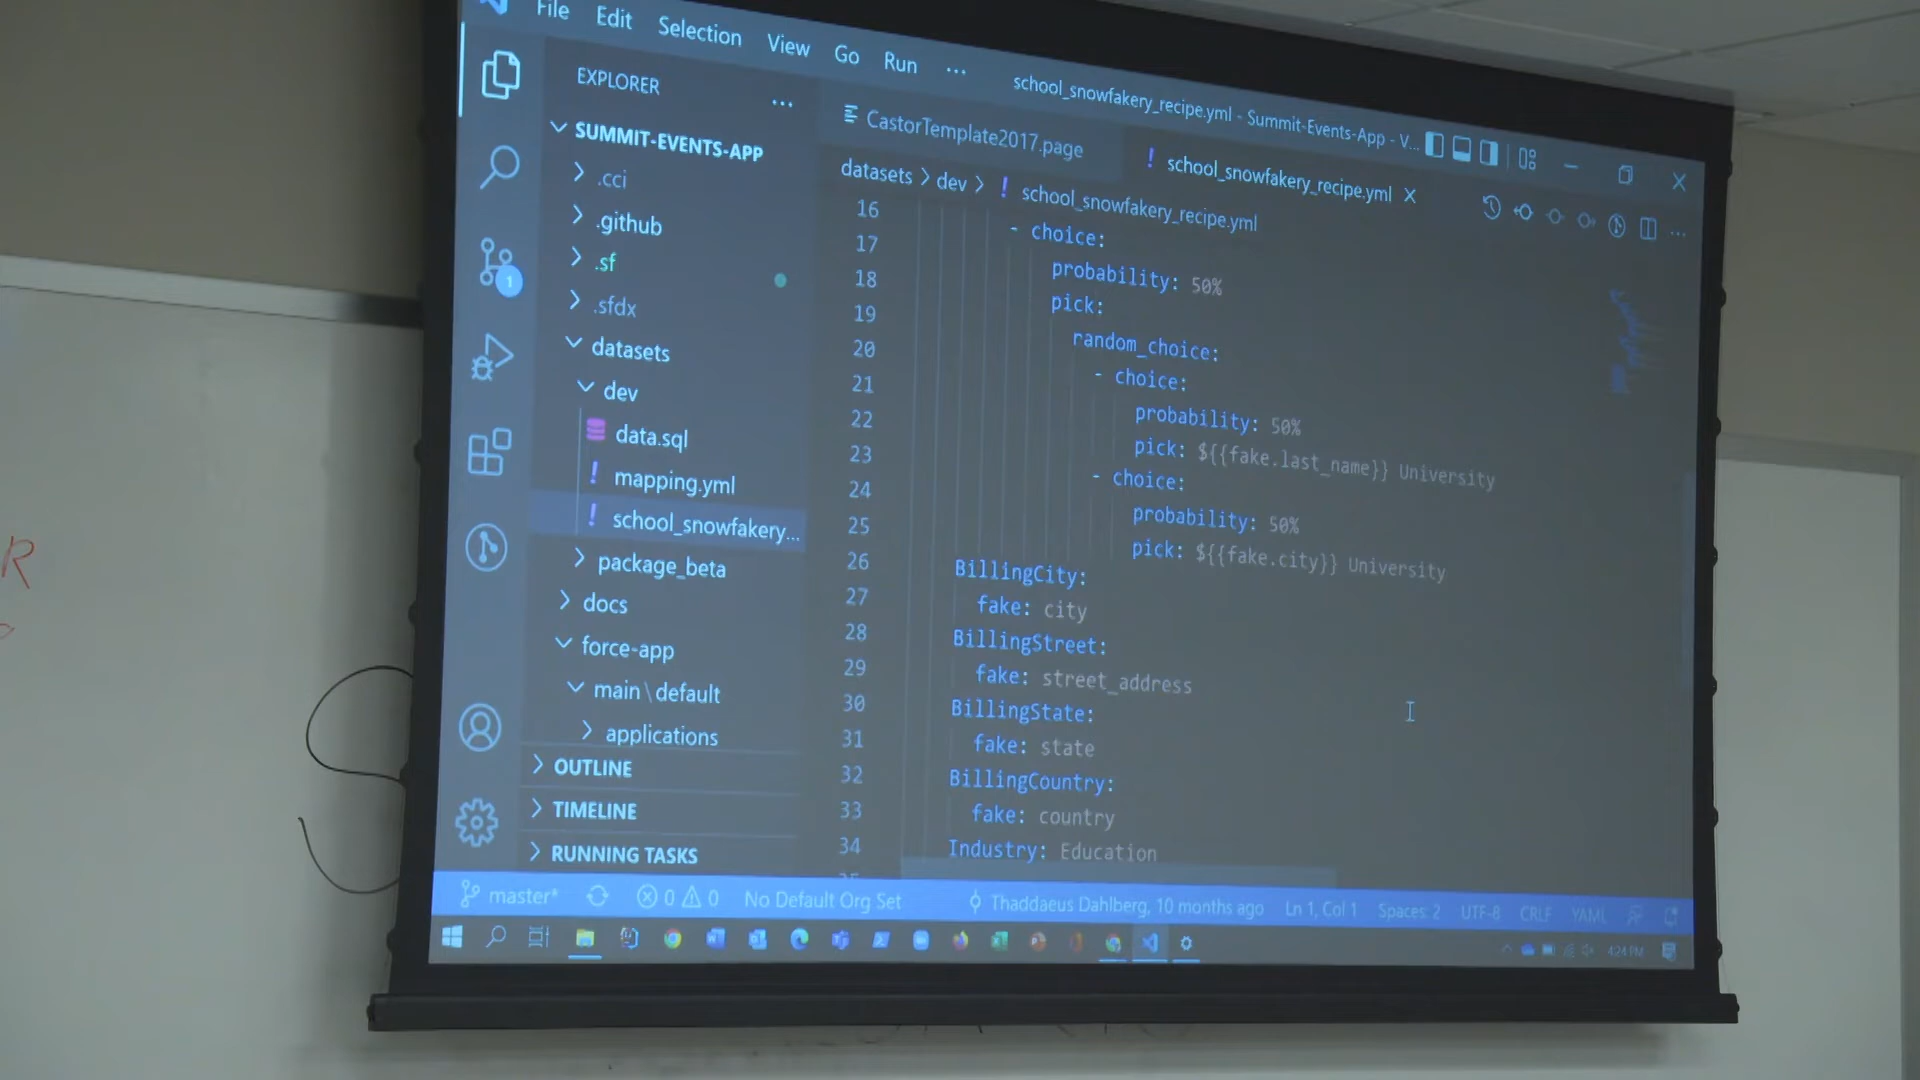 File Edit Selection View Go Run ...
school_snowfakery_recipe.yml - Summit-Events-App - V...
EXPLORER
...
SUMMIT-EVENTS-APP
.cci
.github
.sf
.sfdx
datasets
dev
data.sql
mapping.yml
school_snowfakery...
package_beta
docs
force-app
main\default
applications
OUTLINE
TIMELINE
RUNNING TASKS
1
CastorTemplate2017.page
! school_snowfakery_recipe.yml
datasets > dev > ! school_snowfakery_recipe.yml
16 - choice:
17 probability: 50%
18 pick:
19 random_choice:
20 - choice:
21 probability: 50%
22 pick: ${{fake.last_name}} University
23 - choice:
24 probability: 50%
25 pick: ${{fake.city}} University
26 BillingCity:
27 fake: city
28 BillingStreet:
29 fake: street_address
30 BillingState:
31 fake: state
32 BillingCountry:
33 fake: country
34 Industry: Education
master* 0 0 No Default Org Set Thaddaeus Dahlberg, 10 months ago Ln 1, Col 1 Spaces: 2 UTF-8 CRLF YAML
4:24 PM
R